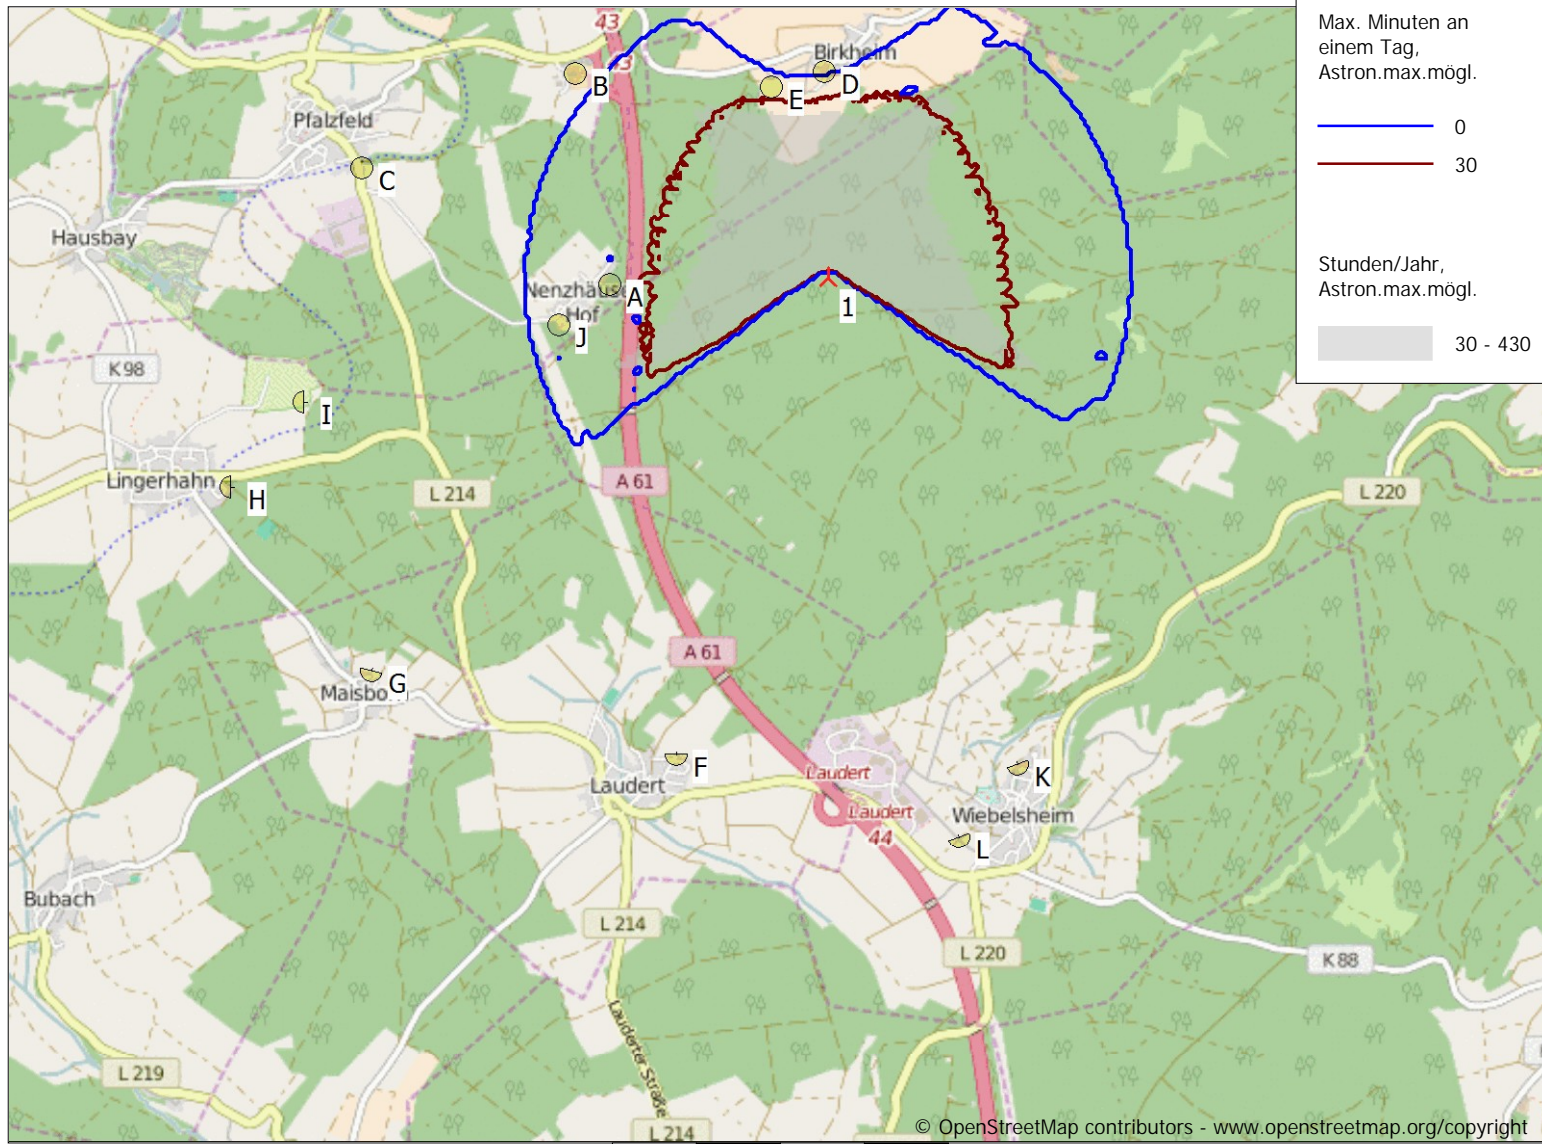 43
43
Birkheim
B
D
E
Pfalzfeld
C
Hausbay
A
Hof
J
1
K 98
I
Lingerhahn
H
L 214
A 61
L 220
A 61
G
F
Laudert
Laudert
Laudert
44
K
Wiebelsheim
L
Bubach
L 214
L 220
K 88
Lauderter Straße
L 219
L 214
Max. Minuten an
einem Tag,
Astron.max.mögl.
0
30
Stunden/Jahr,
Astron.max.mögl.
30 - 430
© OpenStreetMap contributors - www.openstreetmap.org/copyright